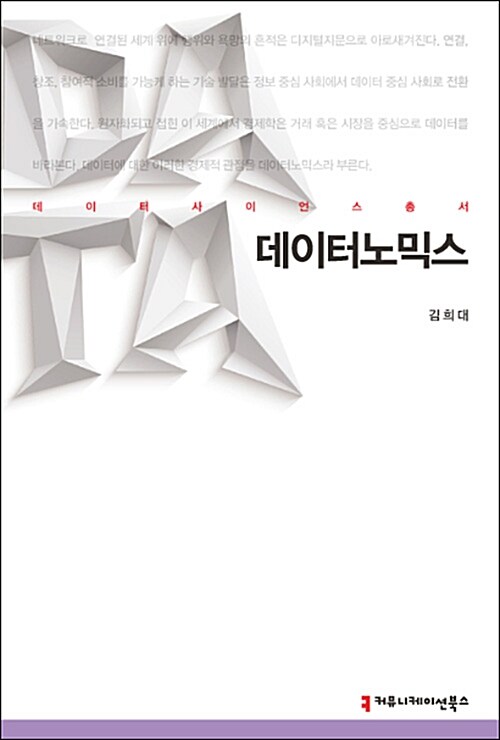 네트워크로 연결된 세계 위에 행위와 욕망의 흔적은 디지털지문으로 아로새겨진다. 연결,
창조, 참여적 소비를 가능케 하는 기술 발달은 정보 중심 사회에서 데이터 중심 사회로 전환
을 가속한다. 원자화되고 접힌 이 세계에서 경제학은 거래 혹은 시장을 중심으로 데이터를
바라본다. 데이터에 대한 이러한 경제적 관점을 데이터노믹스라 부른다.
DATA
데이터사이언스총서
데이터노믹스
김희대
커뮤니케이션북스